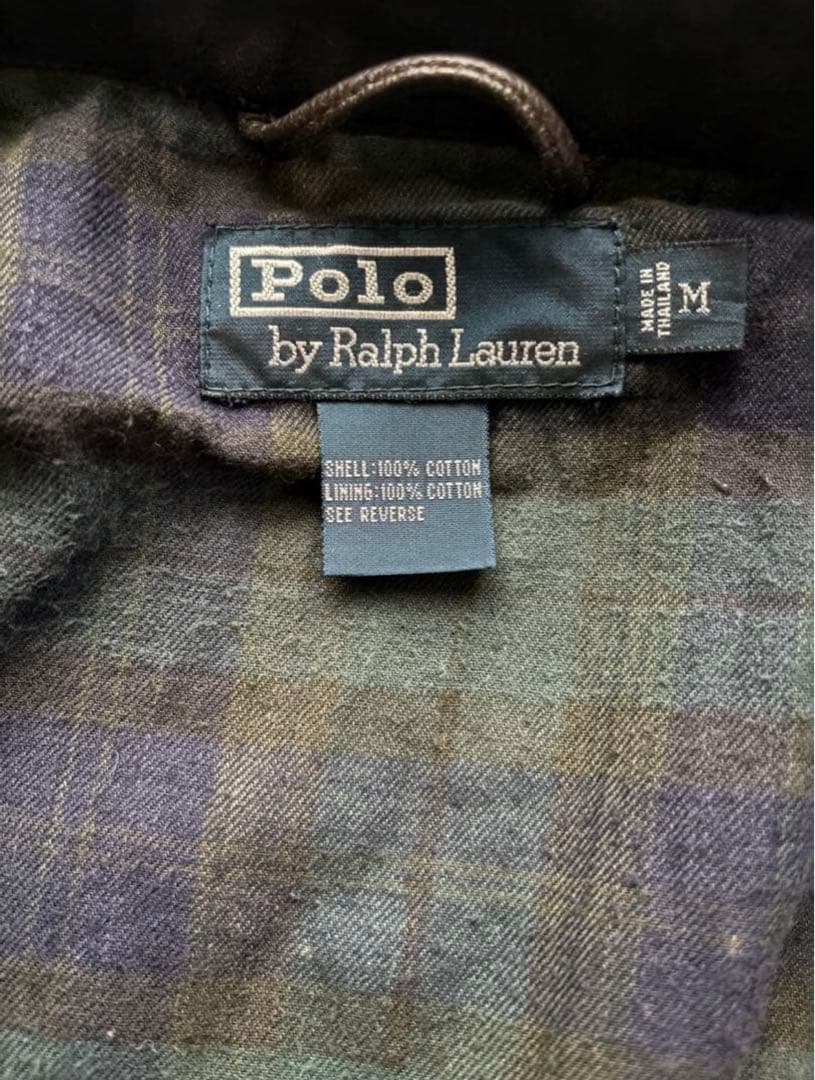 Polo
by Ralph Lauren
MADE IN
THAILAND
M
SHELL:100% COTTON
LINING:100% COTTON
SEE REVERSE